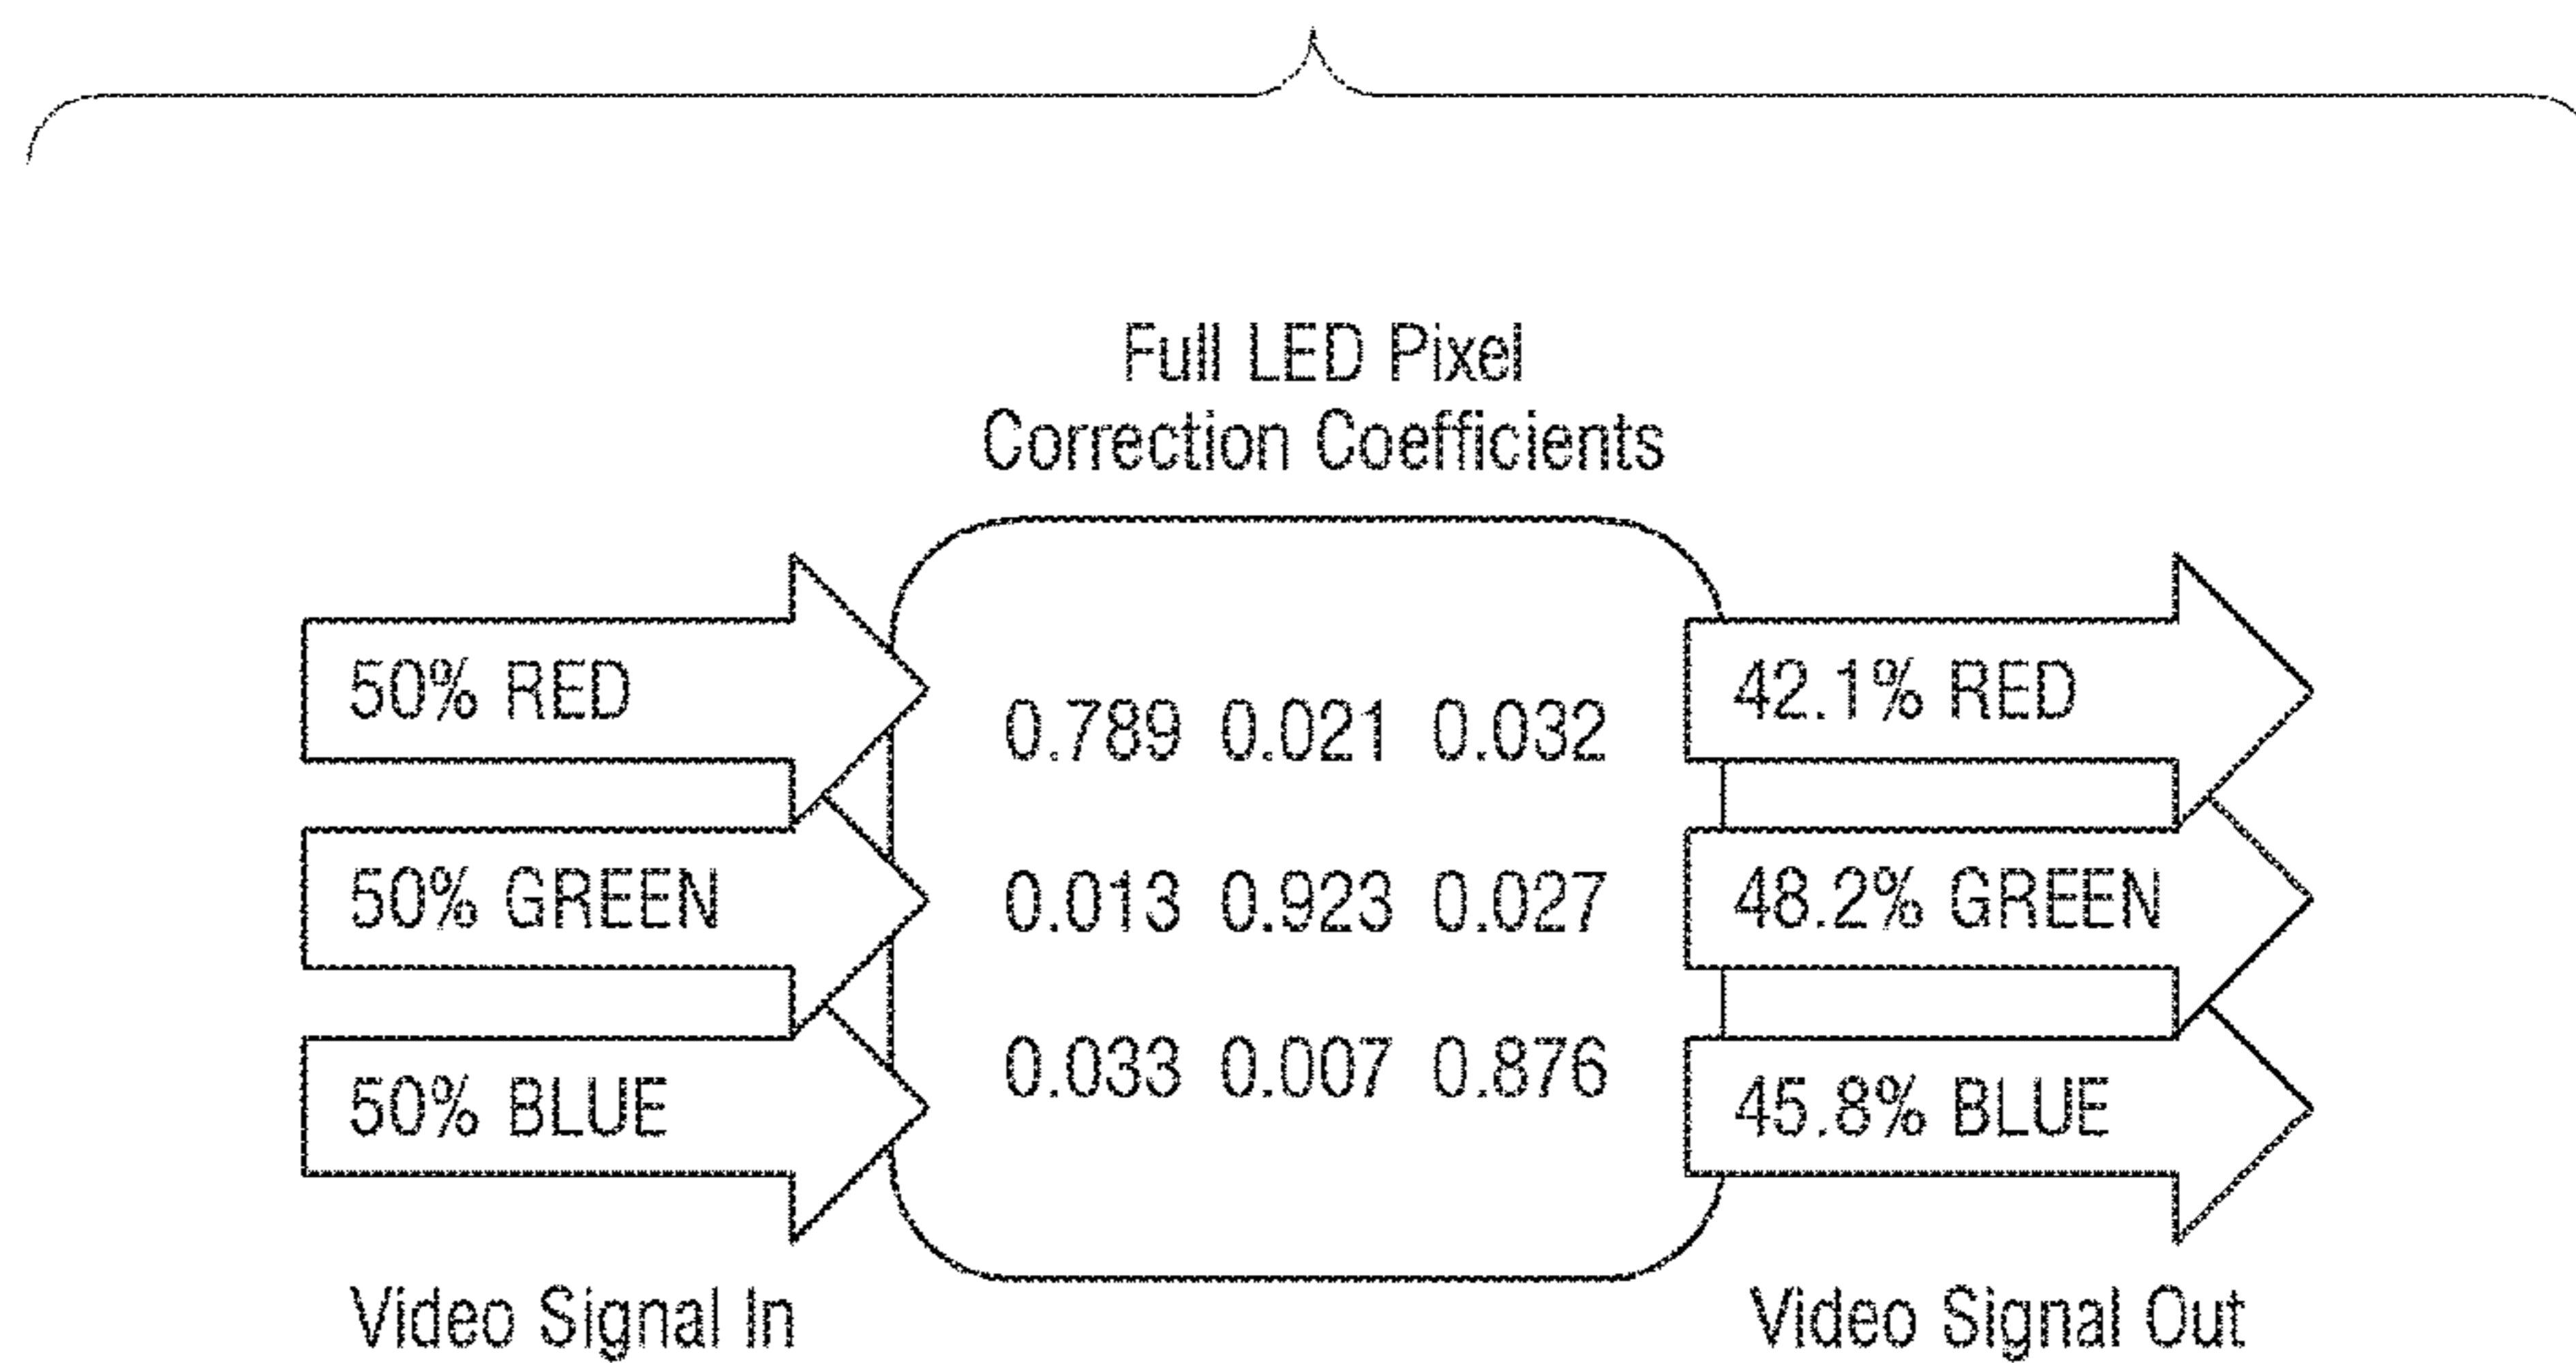 Full LED Pixel
Correction Coefficients
50% RED
50% GREEN
50% BLUE
0.789 0.021 0.032
0.013 0.923 0.027
0.033 0.007 0.876
42.1% RED
48.2% GREEN
45.8% BLUE
Video Signal In
Video Signal Out